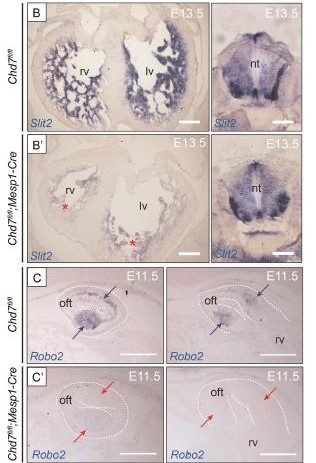 Chd7fl/fl
B
E13.5
rv
lv
Slit2
E13.5
nt
Slit2
Chd7fl/fl;Mesp1-Cre
B'
E13.5
rv
*
lv
*
Slit2
E13.5
nt
Slit2
Chd7fl/fl
C
E11.5
oft
Robo2
E11.5
oft
rv
Robo2
Chd7fl/fl;Mesp1-Cre
C'
E11.5
oft
Robo2
E11.5
oft
rv
Robo2